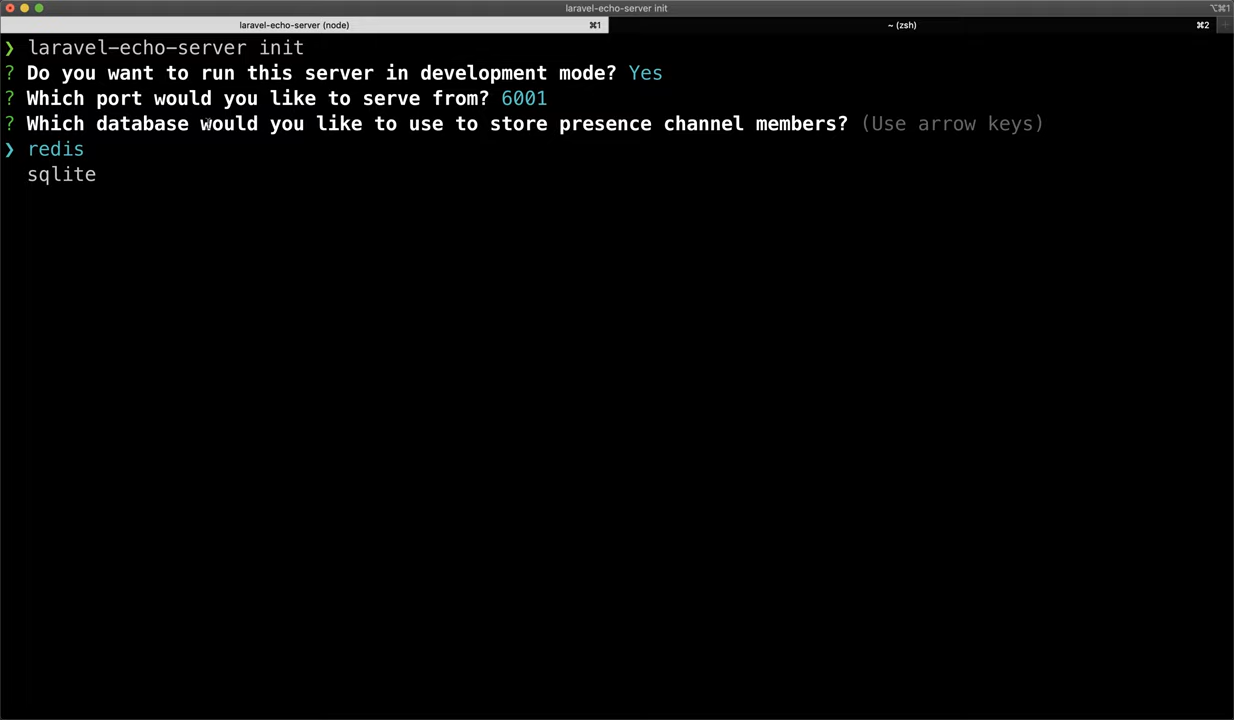 laravel-echo-server init
⌥⌘1
laravel-echo-server (node)
⌘1
~ (zsh)
⌘2
❯ laravel-echo-server init
? Do you want to run this server in development mode? Yes
? Which port would you like to serve from? 6001
? Which database would you like to use to store presence channel members? (Use arrow keys)
❯ redis
sqlite